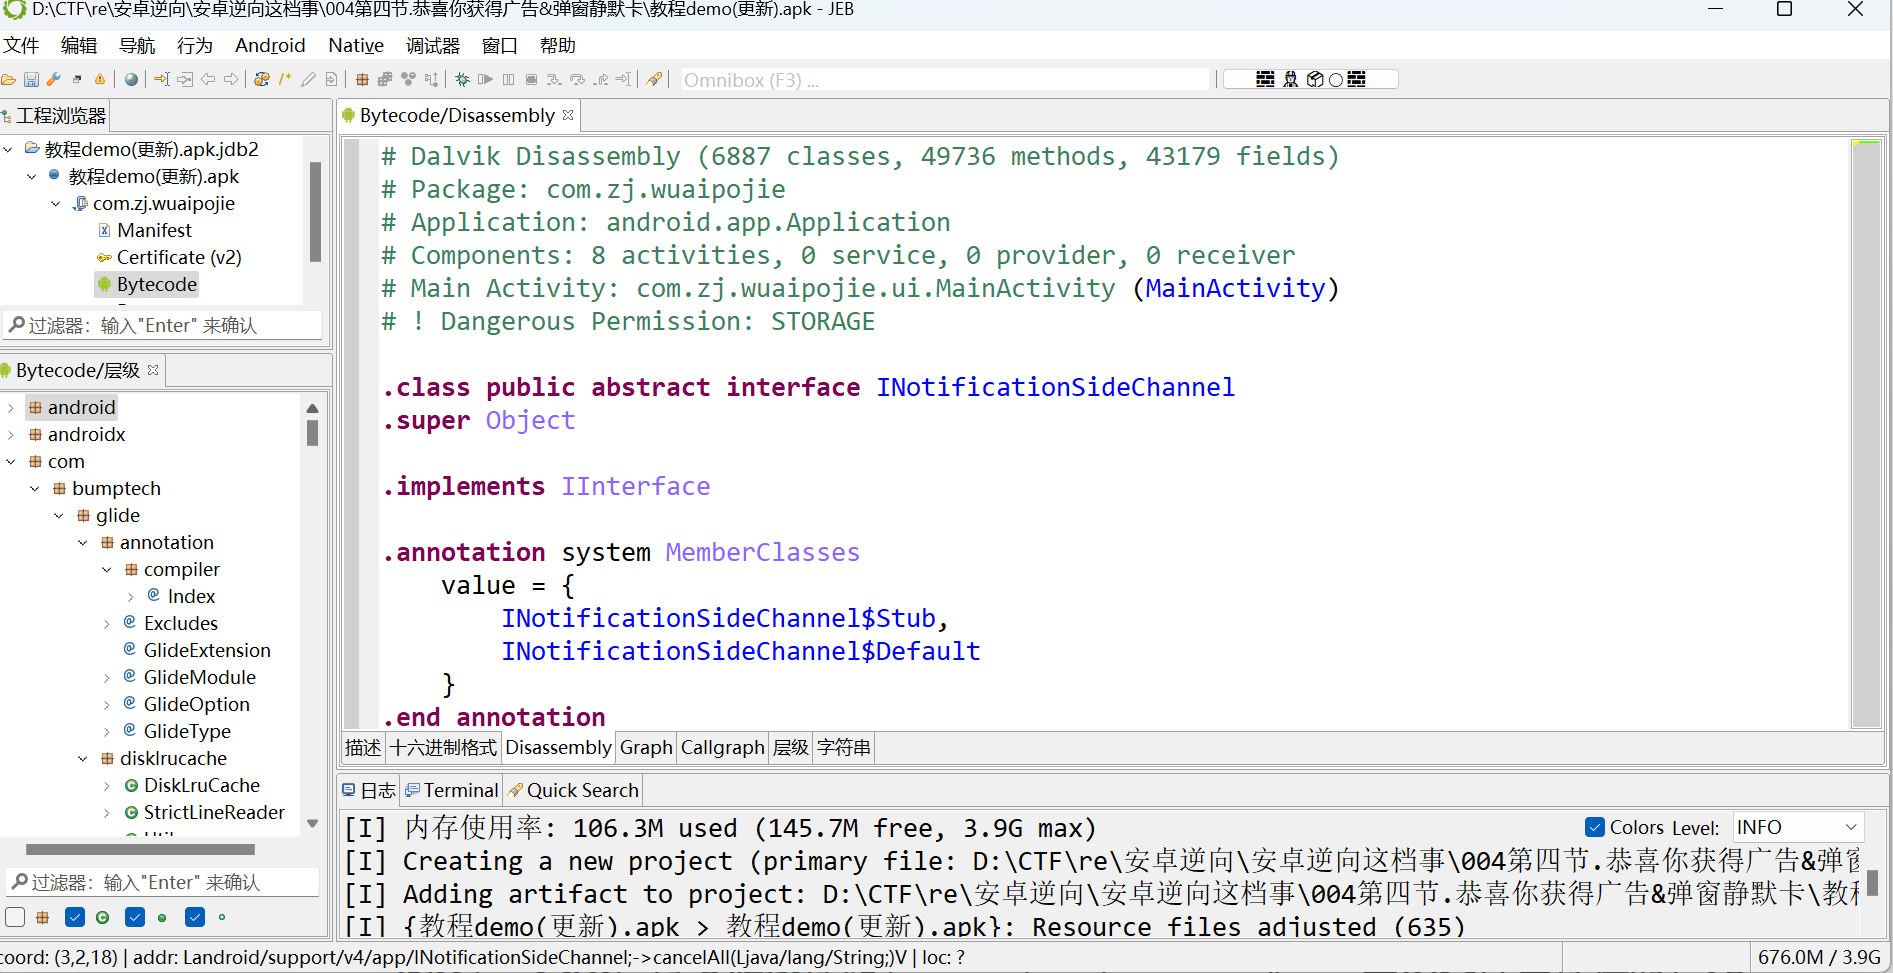 D:\CTF\re\安卓逆向\安卓逆向这档事\004第四节.恭喜你获得广告&弹窗静默卡\教程demo(更新).apk - JEB
文件 编辑 导航 行为 Android Native 调试器 窗口 帮助
Omnibox (F3) ...
工程浏览器
教程demo(更新).apk.jdb2
教程demo(更新).apk
com.zj.wuaipojie
Manifest
Certificate (v2)
Bytecode
过滤器：输入"Enter" 来确认
Bytecode/层级
android
androidx
com
bumptech
glide
annotation
compiler
Index
Excludes
GlideExtension
GlideModule
GlideOption
GlideType
disklrucache
DiskLruCache
StrictLineReader
过滤器：输入"Enter" 来确认
Bytecode/Disassembly
# Dalvik Disassembly (6887 classes, 49736 methods, 43179 fields)
# Package: com.zj.wuaipojie
# Application: android.app.Application
# Components: 8 activities, 0 service, 0 provider, 0 receiver
# Main Activity: com.zj.wuaipojie.ui.MainActivity (MainActivity)
# ! Dangerous Permission: STORAGE
.class public abstract interface INotificationSideChannel
.super Object
.implements IInterface
.annotation system MemberClasses
value = {
INotificationSideChannel$Stub,
INotificationSideChannel$Default
}
.end annotation
描述 十六进制格式 Disassembly Graph Callgraph 层级 字符串
日志 Terminal Quick Search
Colors Level: INFO
[I] 内存使用率: 106.3M used (145.7M free, 3.9G max)
[I] Creating a new project (primary file: D:\CTF\re\安卓逆向\安卓逆向这档事\004第四节.恭喜你获得广告&弹窗
[I] Adding artifact to project: D:\CTF\re\安卓逆向\安卓逆向这档事\004第四节.恭喜你获得广告&弹窗静默卡\教程
[I] {教程demo(更新).apk > 教程demo(更新).apk}: Resource files adjusted (635)
coord: (3,2,18) | addr: Landroid/support/v4/app/INotificationSideChannel;->cancelAll(Ljava/lang/String;)V | loc: ?
676.0M / 3.9G